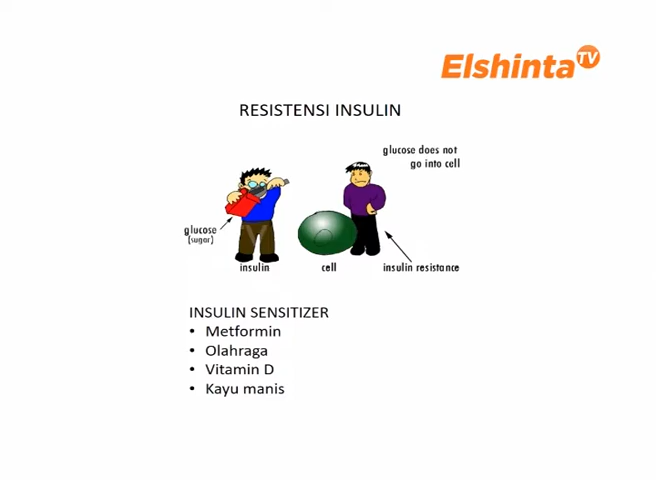 Elshinta TV
RESISTENSI INSULIN
glucose does not
go into cell
glucose
(sugar)
insulin
cell
insulin resistance
INSULIN SENSITIZER
• Metformin
• Olahraga
• Vitamin D
• Kayu manis